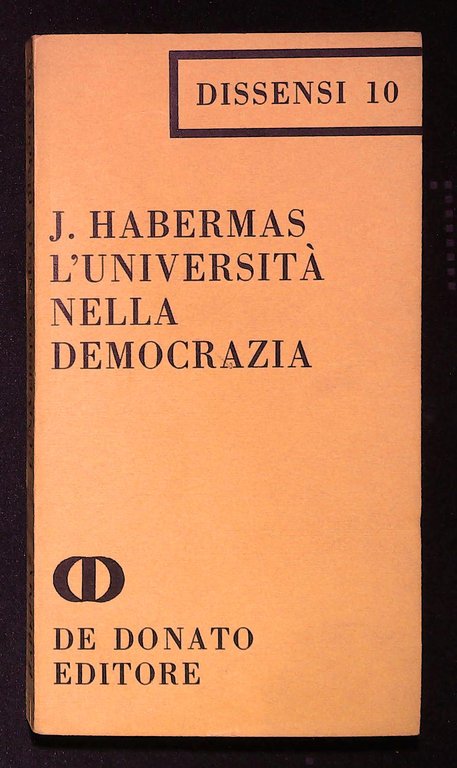 DISSENSI 10
J. HABERMAS
L'UNIVERSITÀ
NELLA
DEMOCRAZIA
DE DONATO
EDITORE